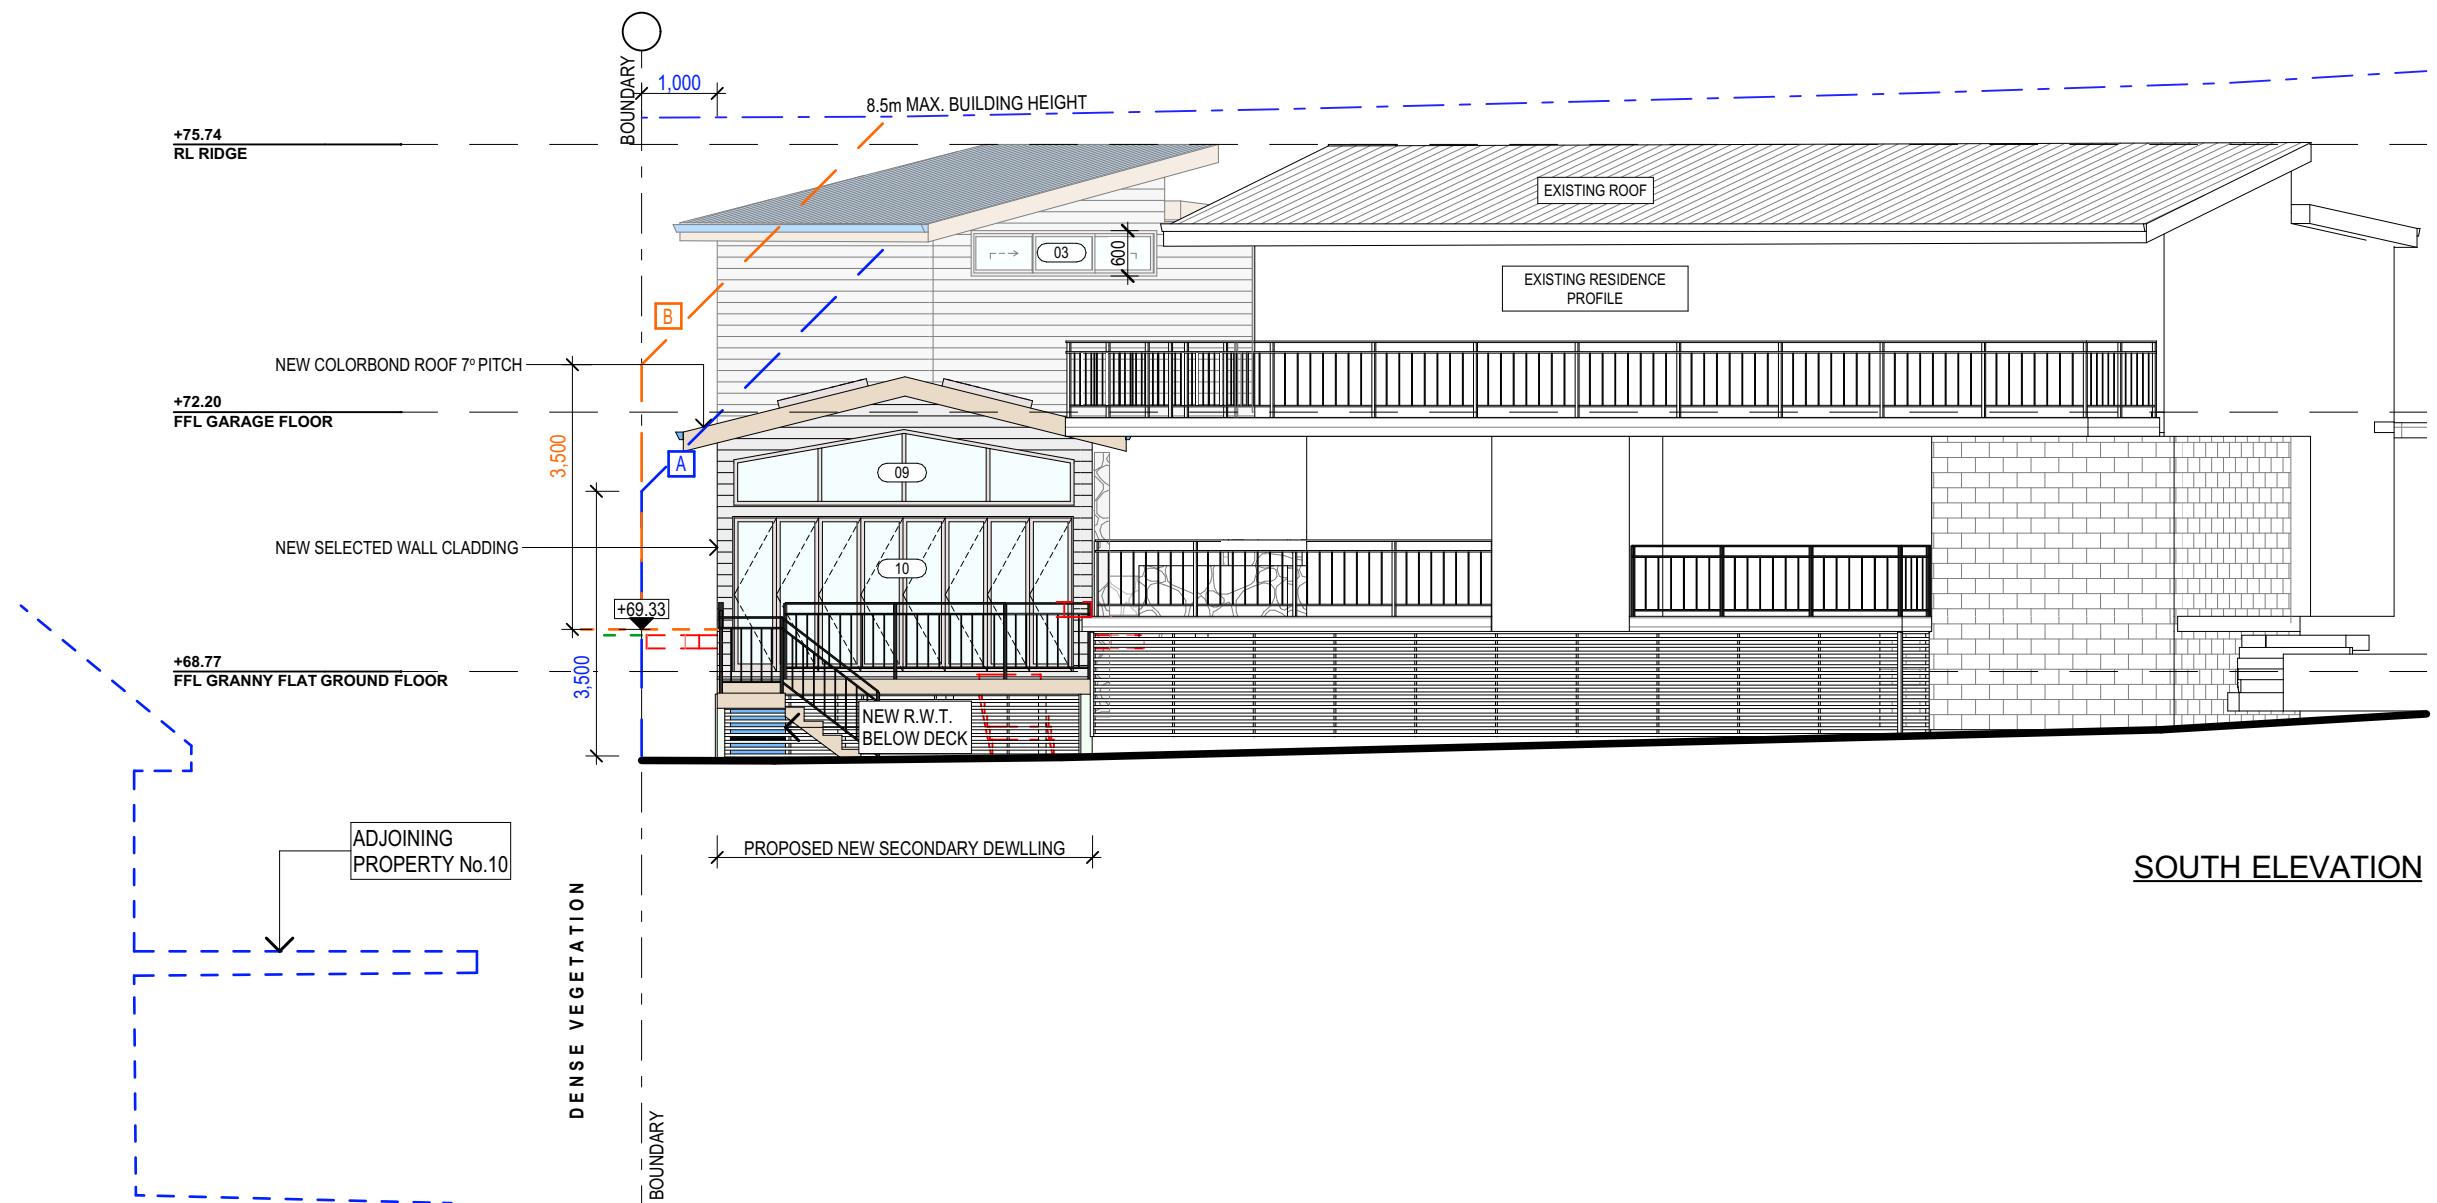 BOUNDARY
1,000
8.5m MAX. BUILDING HEIGHT
+75.74
RL RIDGE
EXISTING ROOF
03
600
EXISTING RESIDENCE
PROFILE
B
NEW COLORBOND ROOF 7º PITCH
+72.20
FFL GARAGE FLOOR
3,500
A
09
NEW SELECTED WALL CLADDING
10
+69.33
+68.77
FFL GRANNY FLAT GROUND FLOOR
3,500
NEW R.W.T.
BELOW DECK
ADJOINING
PROPERTY No.10
PROPOSED NEW SECONDARY DEWLLING
SOUTH ELEVATION
DENSE VEGETATION
BOUNDARY